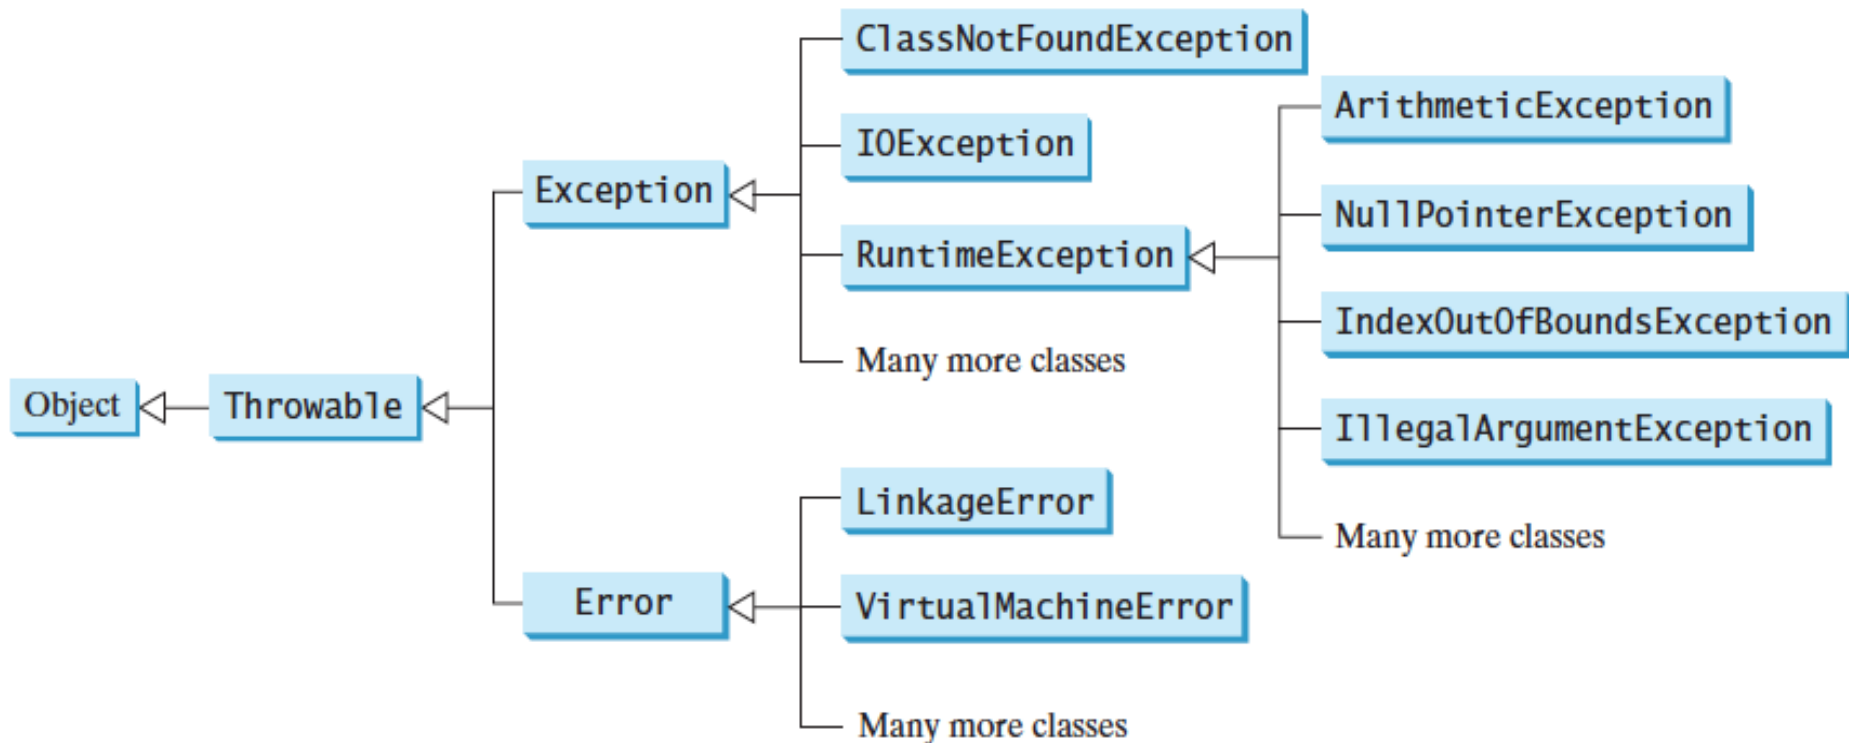 Object
Throwable
Exception
ClassNotFoundException
IOException
RuntimeException
Many more classes
ArithmeticException
NullPointerException
IndexOutOfBoundsException
IllegalArgumentException
Many more classes
Error
LinkageError
VirtualMachineError
Many more classes